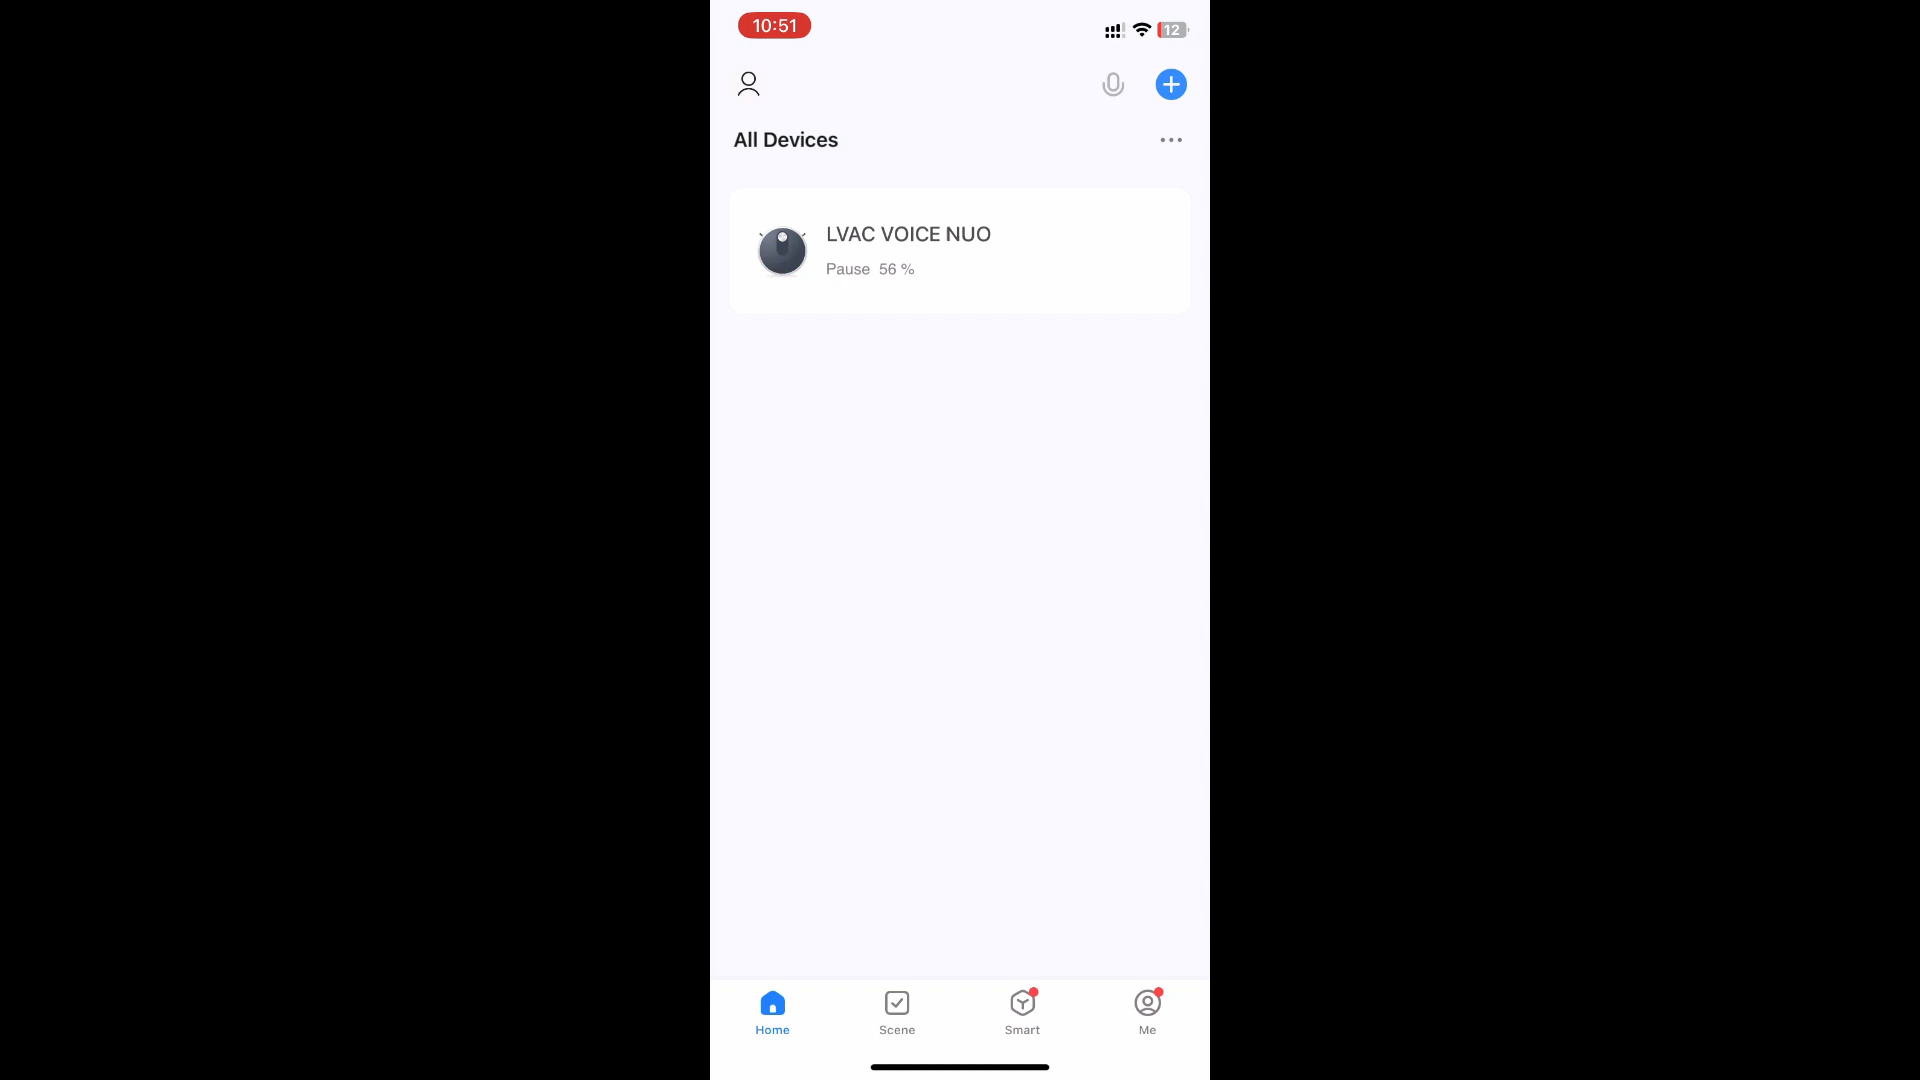 10:51
12
All Devices
LVAC VOICE NUO
Pause 56 %
Home
Scene
Smart
Me